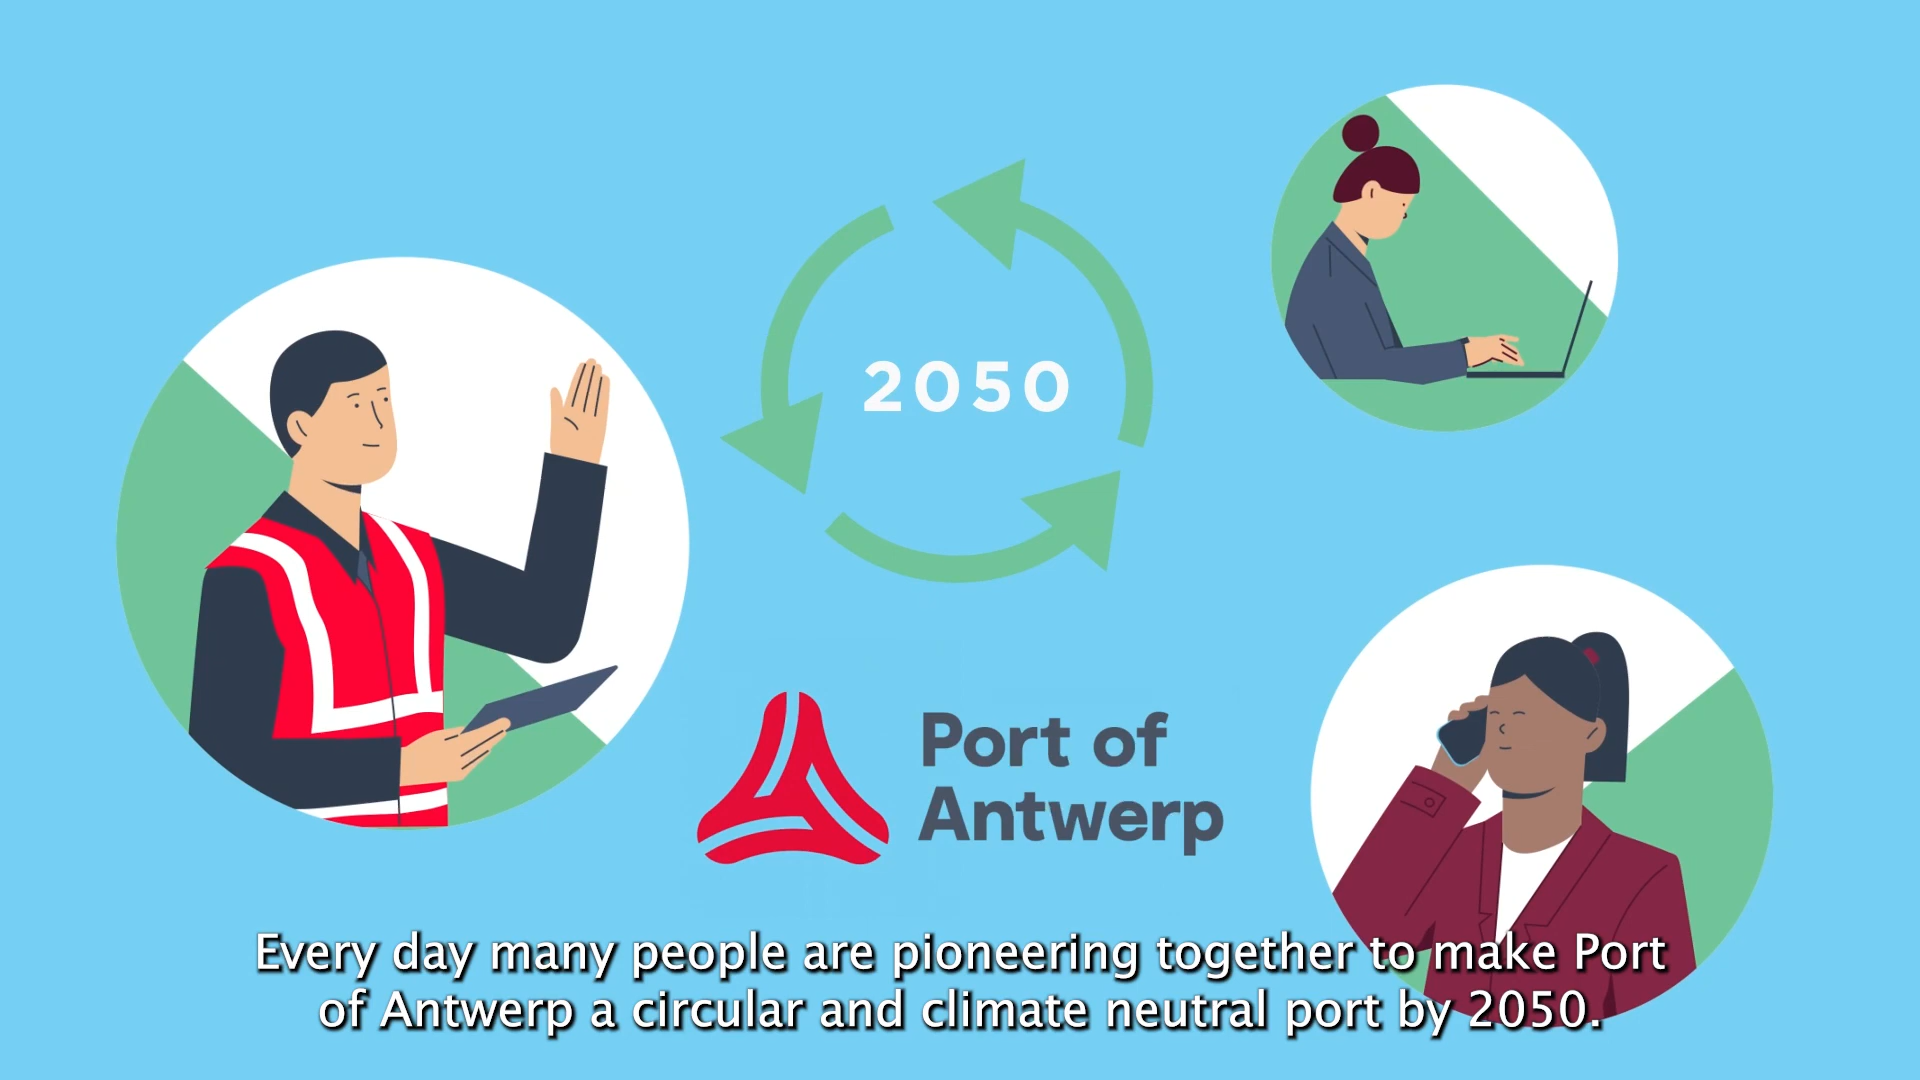 2050
Port of
Antwerp
Every day many people are pioneering together to make Port
of Antwerp a circular and climate neutral port by 2050.